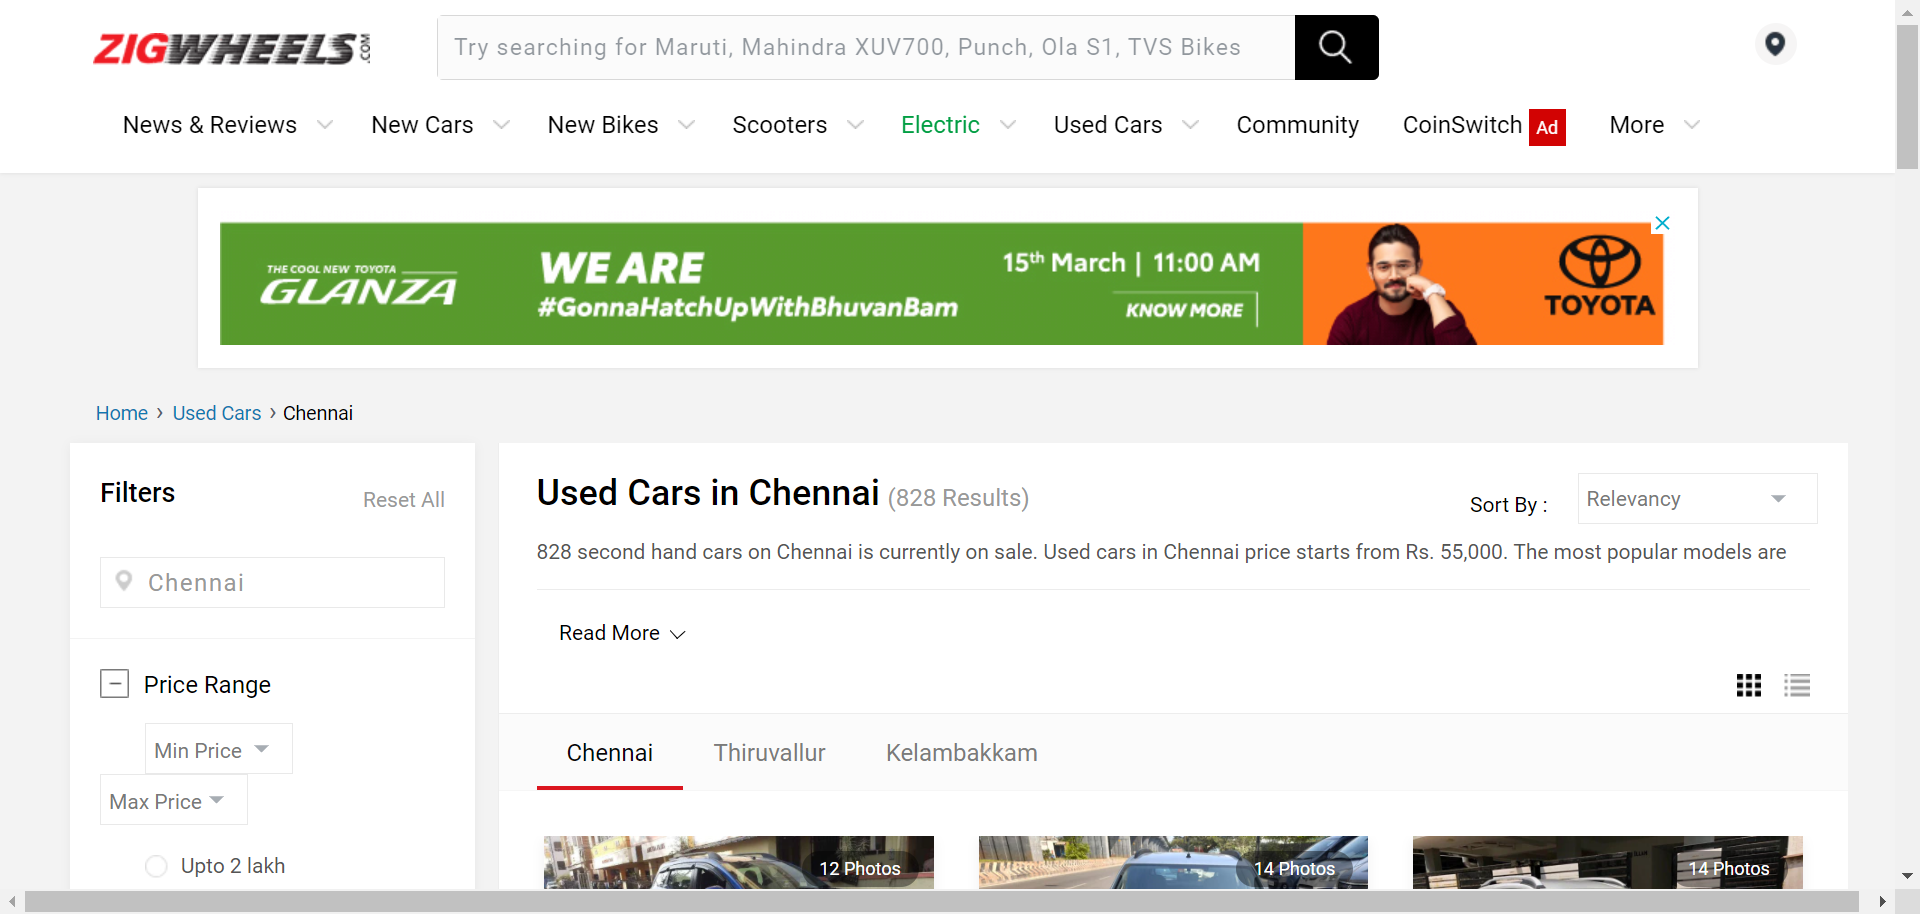 ZIGWHEELS.COM
Try searching for Maruti, Mahindra XUV700, Punch, Ola S1, TVS Bikes
News & Reviews New Cars New Bikes Scooters Electric Used Cars Community CoinSwitch Ad More
THE COOL NEW TOYOTA
GLANZA
WE ARE
#GonnaHatchUpWithBhuvanBam
15th March | 11:00 AM
KNOW MORE
TOYOTA
Home › Used Cars › Chennai
Filters
Reset All
Chennai
Price Range
Min Price
Max Price
Upto 2 lakh
Used Cars in Chennai (828 Results)
Sort By :
Relevancy
828 second hand cars on Chennai is currently on sale. Used cars in Chennai price starts from Rs. 55,000. The most popular models are
Read More
Chennai Thiruvallur Kelambakkam
12 Photos
14 Photos
14 Photos